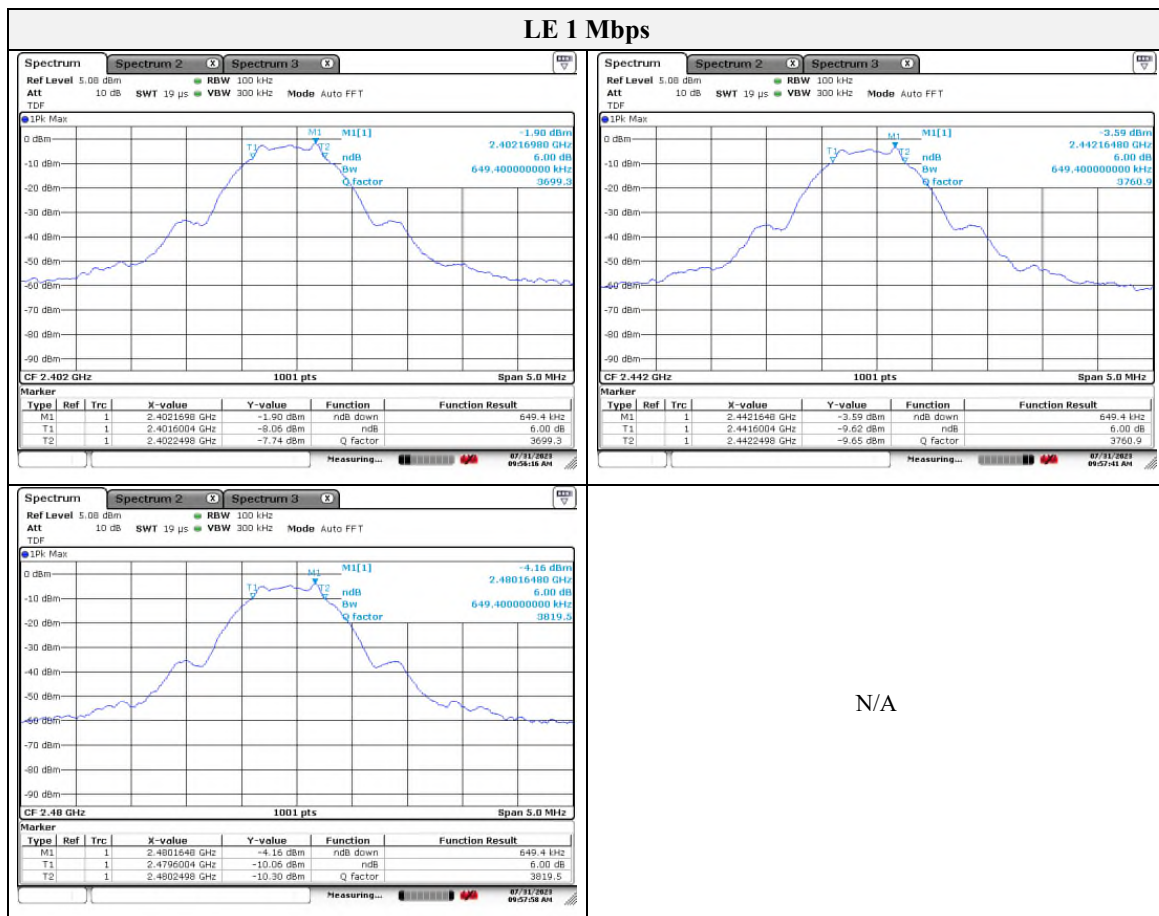 LE 1 Mbps
Spectrum Spectrum 2 X Spectrum 3 X
Ref Level 5.08 dBm RBW 100 kHz
Att 10 dB SWT 19 µs VBW 300 kHz Mode Auto FFT
TDF
1Pk Max
M1[1] -1.90 dBm
2.40216980 GHz
ndB 6.00 dB
Bw 649.400000000 kHz
Q factor 3699.3
M1
T1 T2
0 dBm
-10 dBm
-20 dBm
-30 dBm
-40 dBm
-50 dBm
-60 dBm
-70 dBm
-80 dBm
-90 dBm
CF 2.402 GHz 1001 pts Span 5.0 MHz
Marker
Type Ref Trc X-value Y-value Function Function Result
M1 1 2.4021698 GHz -1.90 dBm ndB down 649.4 kHz
T1 1 2.4016004 GHz -8.06 dBm ndB 6.00 dB
T2 1 2.4022498 GHz -7.74 dBm Q factor 3699.3
Measuring... 07/31/2023
09:56:16 AM
Spectrum Spectrum 2 X Spectrum 3 X
Ref Level 5.08 dBm RBW 100 kHz
Att 10 dB SWT 19 µs VBW 300 kHz Mode Auto FFT
TDF
1Pk Max
M1[1] -3.59 dBm
2.44216480 GHz
ndB 6.00 dB
Bw 649.400000000 kHz
Q factor 3760.9
M1
T1 T2
0 dBm
-10 dBm
-20 dBm
-30 dBm
-40 dBm
-50 dBm
-60 dBm
-70 dBm
-80 dBm
-90 dBm
CF 2.442 GHz 1001 pts Span 5.0 MHz
Marker
Type Ref Trc X-value Y-value Function Function Result
M1 1 2.4421648 GHz -3.59 dBm ndB down 649.4 kHz
T1 1 2.4416004 GHz -9.62 dBm ndB 6.00 dB
T2 1 2.4422498 GHz -9.65 dBm Q factor 3760.9
Measuring... 07/31/2023
09:57:41 AM
Spectrum Spectrum 2 X Spectrum 3 X
Ref Level 5.08 dBm RBW 100 kHz
Att 10 dB SWT 19 µs VBW 300 kHz Mode Auto FFT
TDF
1Pk Max
M1[1] -4.16 dBm
2.48016480 GHz
ndB 6.00 dB
Bw 649.400000000 kHz
Q factor 3819.5
M1
T1 T2
0 dBm
-10 dBm
-20 dBm
-30 dBm
-40 dBm
-50 dBm
-60 dBm
-70 dBm
-80 dBm
-90 dBm
CF 2.48 GHz 1001 pts Span 5.0 MHz
Marker
Type Ref Trc X-value Y-value Function Function Result
M1 1 2.4801648 GHz -4.16 dBm ndB down 649.4 kHz
T1 1 2.4796004 GHz -10.06 dBm ndB 6.00 dB
T2 1 2.4802498 GHz -10.30 dBm Q factor 3819.5
Measuring... 07/31/2023
09:57:58 AM
N/A